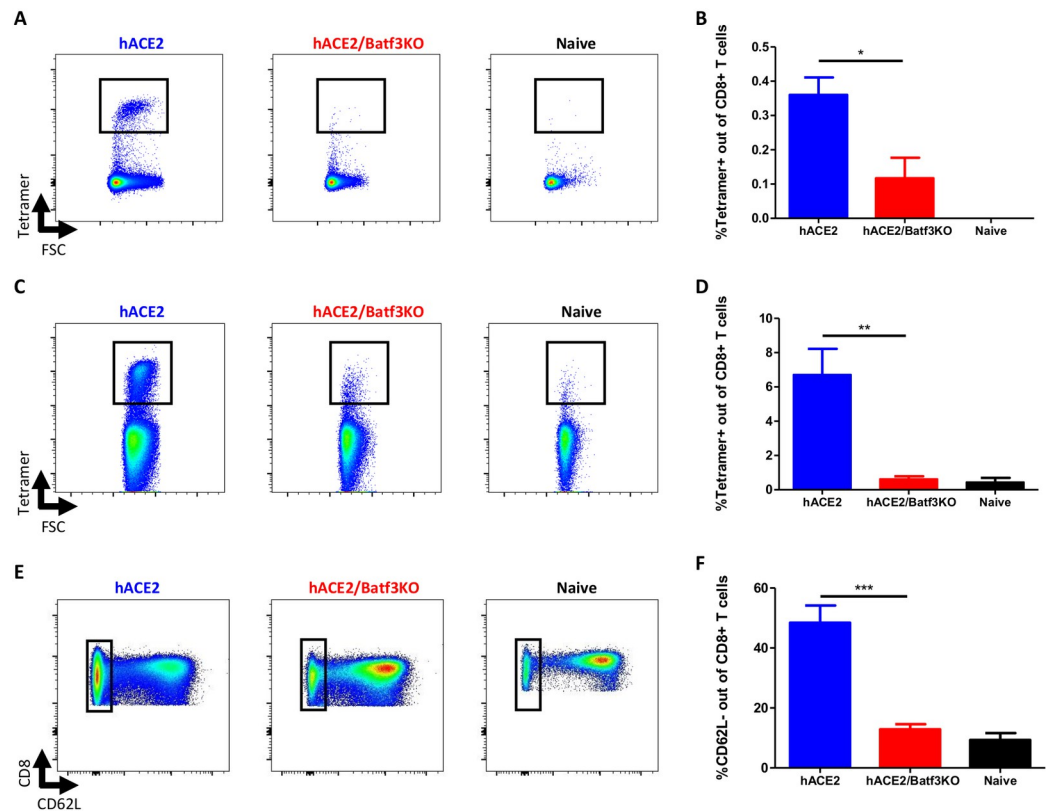 A
hACE2
hACE2/Batf3KO
Naive
Tetramer
FSC
B
%Tetramer+ out of CD8+ T cells
0.5
0.4
0.3
0.2
0.1
0.0
*
hACE2
hACE2/Batf3KO
Naive
C
hACE2
hACE2/Batf3KO
Naive
Tetramer
FSC
D
%Tetramer+ out of CD8+ T cells
10
8
6
4
2
0
**
hACE2
hACE2/Batf3KO
Naive
E
hACE2
hACE2/Batf3KO
Naive
CD8
CD62L
F
%CD62L- out of CD8+ T cells
60
40
20
0
***
hACE2
hACE2/Batf3KO
Naive